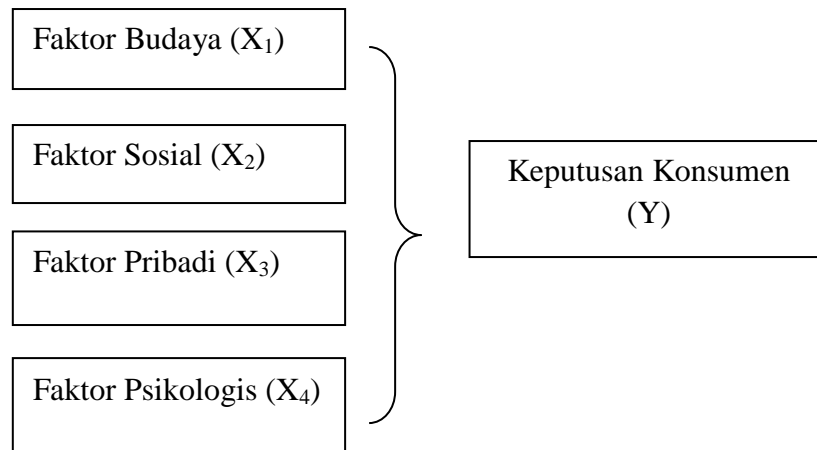 Faktor Budaya (X₁)
Faktor Sosial (X₂)
Faktor Pribadi (X₃)
Faktor Psikologis (X₄)
Keputusan Konsumen
(Y)